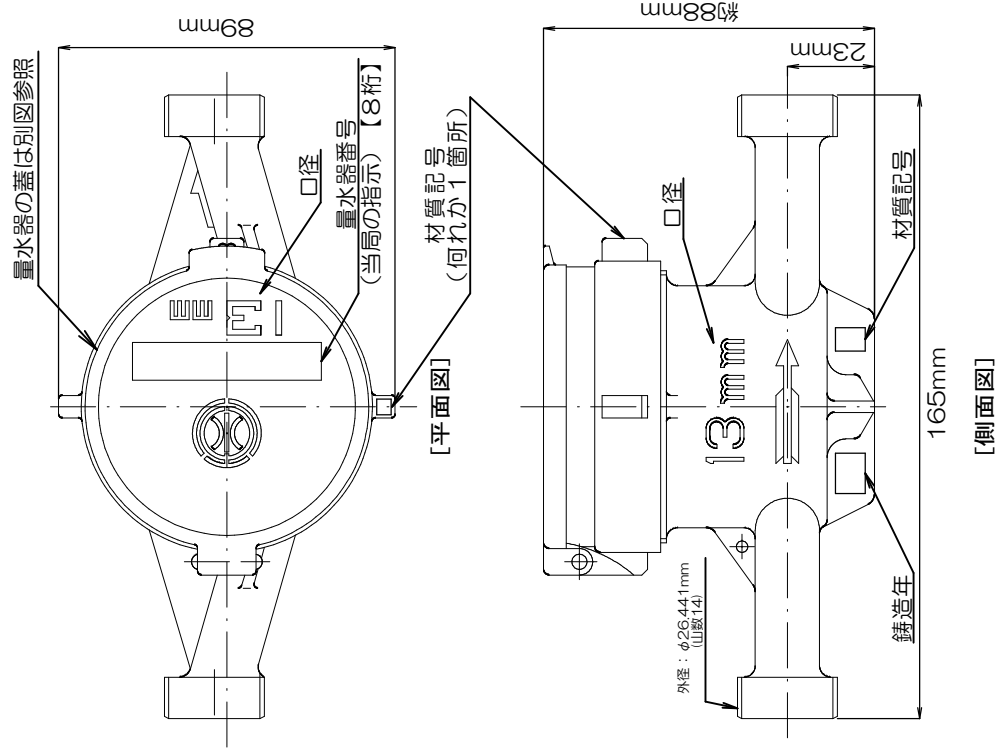 89mm
量水器の蓋は別図参照
口径
量水器番号
(当局の指示)【8桁】
材質記号
(何れか1箇所)
13mm
[平面図]
約88mm
23mm
口径
材質記号
13mm
165mm
外径:φ26.441mm
(山数14)
鋳造年
[側面図]